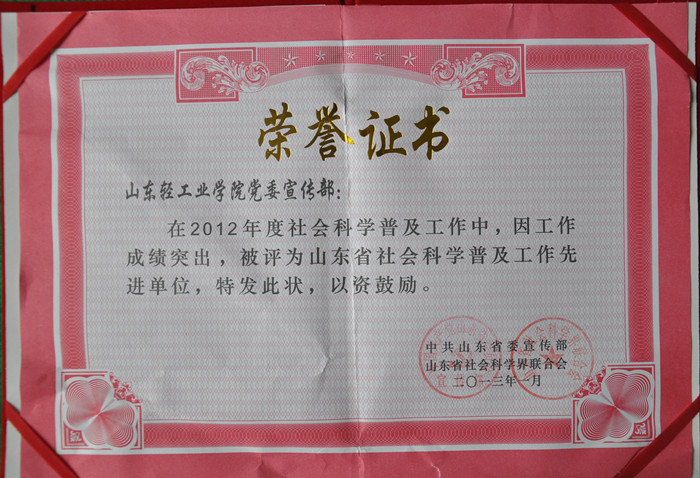 荣誉证书
山东轻工业学院党委宣传部：
在2012年度社会科学普及工作中，因工作
成绩突出，被评为山东省社会科学普及工作先
进单位，特发此状，以资鼓励。
中共山东省委宣传部
山东省社会科学界联合会
二〇一三年一月